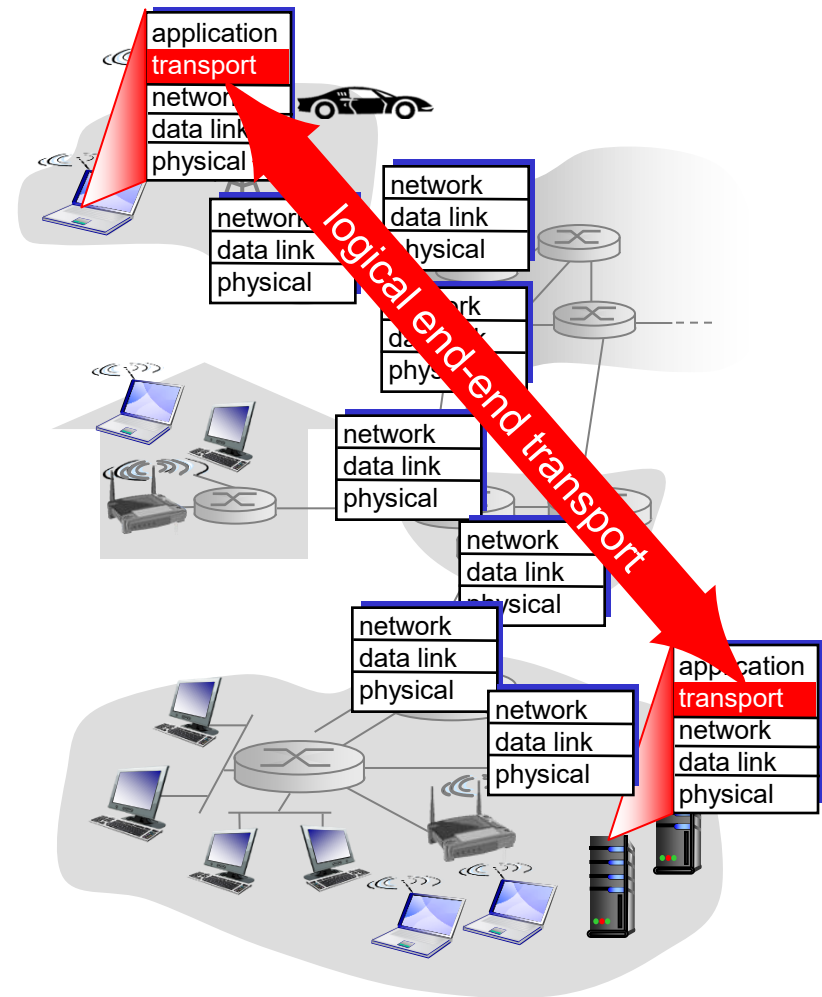 application
transport
network
data link
physical
network
data link
physical
network
data link
physical
logical end-end transport
network
data link
physical
network
data link
physical
network
data link
physical
network
data link
physical
network
data link
physical
application
transport
network
data link
physical